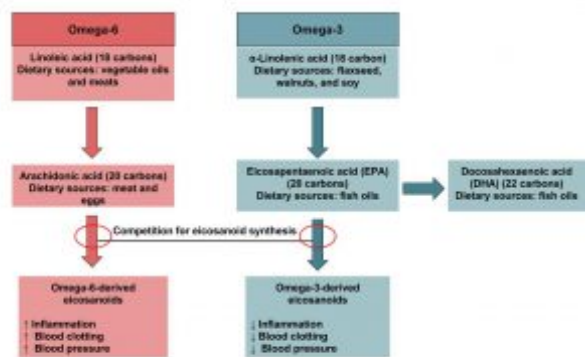 Omega-6
Linoleic acid (18 carbons)
Dietary sources: vegetable oils
and meats
Arachidonic acid (20 carbons)
Dietary sources: meat and
eggs
Omega-3
α-Linolenic acid (18 carbon)
Dietary sources: flaxseed,
walnuts, and soy
Eicosapentaenoic acid (EPA)
(20 carbons)
Dietary sources: fish oils
Docosahexaenoic acid
(DHA) (22 carbons)
Dietary sources: fish oils
Competition for eicosanoid synthesis
Omega-6-derived
eicosanoids
↑ Inflammation
↑ Blood clotting
↑ Blood pressure
Omega-3-derived
eicosanoids
↓ Inflammation
↓ Blood clotting
↓ Blood pressure